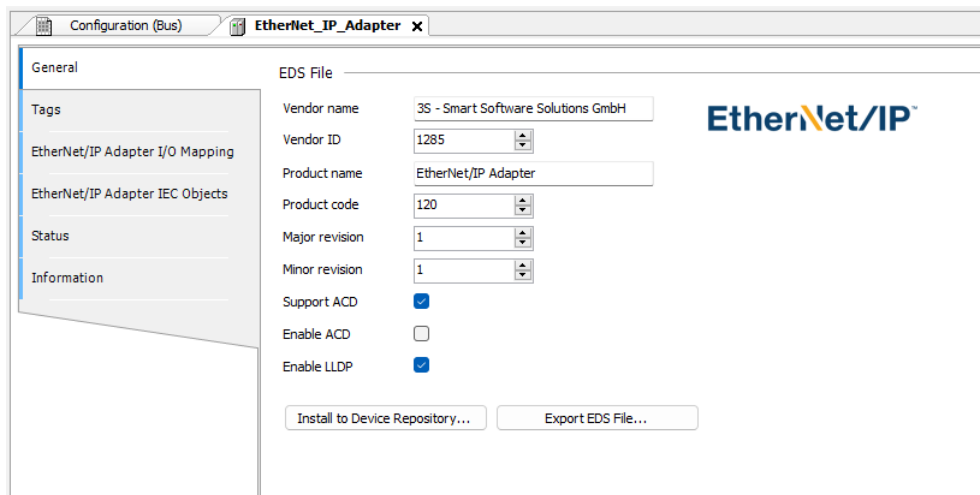 Configuration (Bus)
EtherNet_IP_Adapter
General
Tags
EtherNet/IP Adapter I/O Mapping
EtherNet/IP Adapter IEC Objects
Status
Information
EDS File
Vendor name 3S - Smart Software Solutions GmbH
Vendor ID 1285
Product name EtherNet/IP Adapter
Product code 120
Major revision 1
Minor revision 1
Support ACD
Enable ACD
Enable LLDP
Install to Device Repository... Export EDS File...
EtherNet/IP™